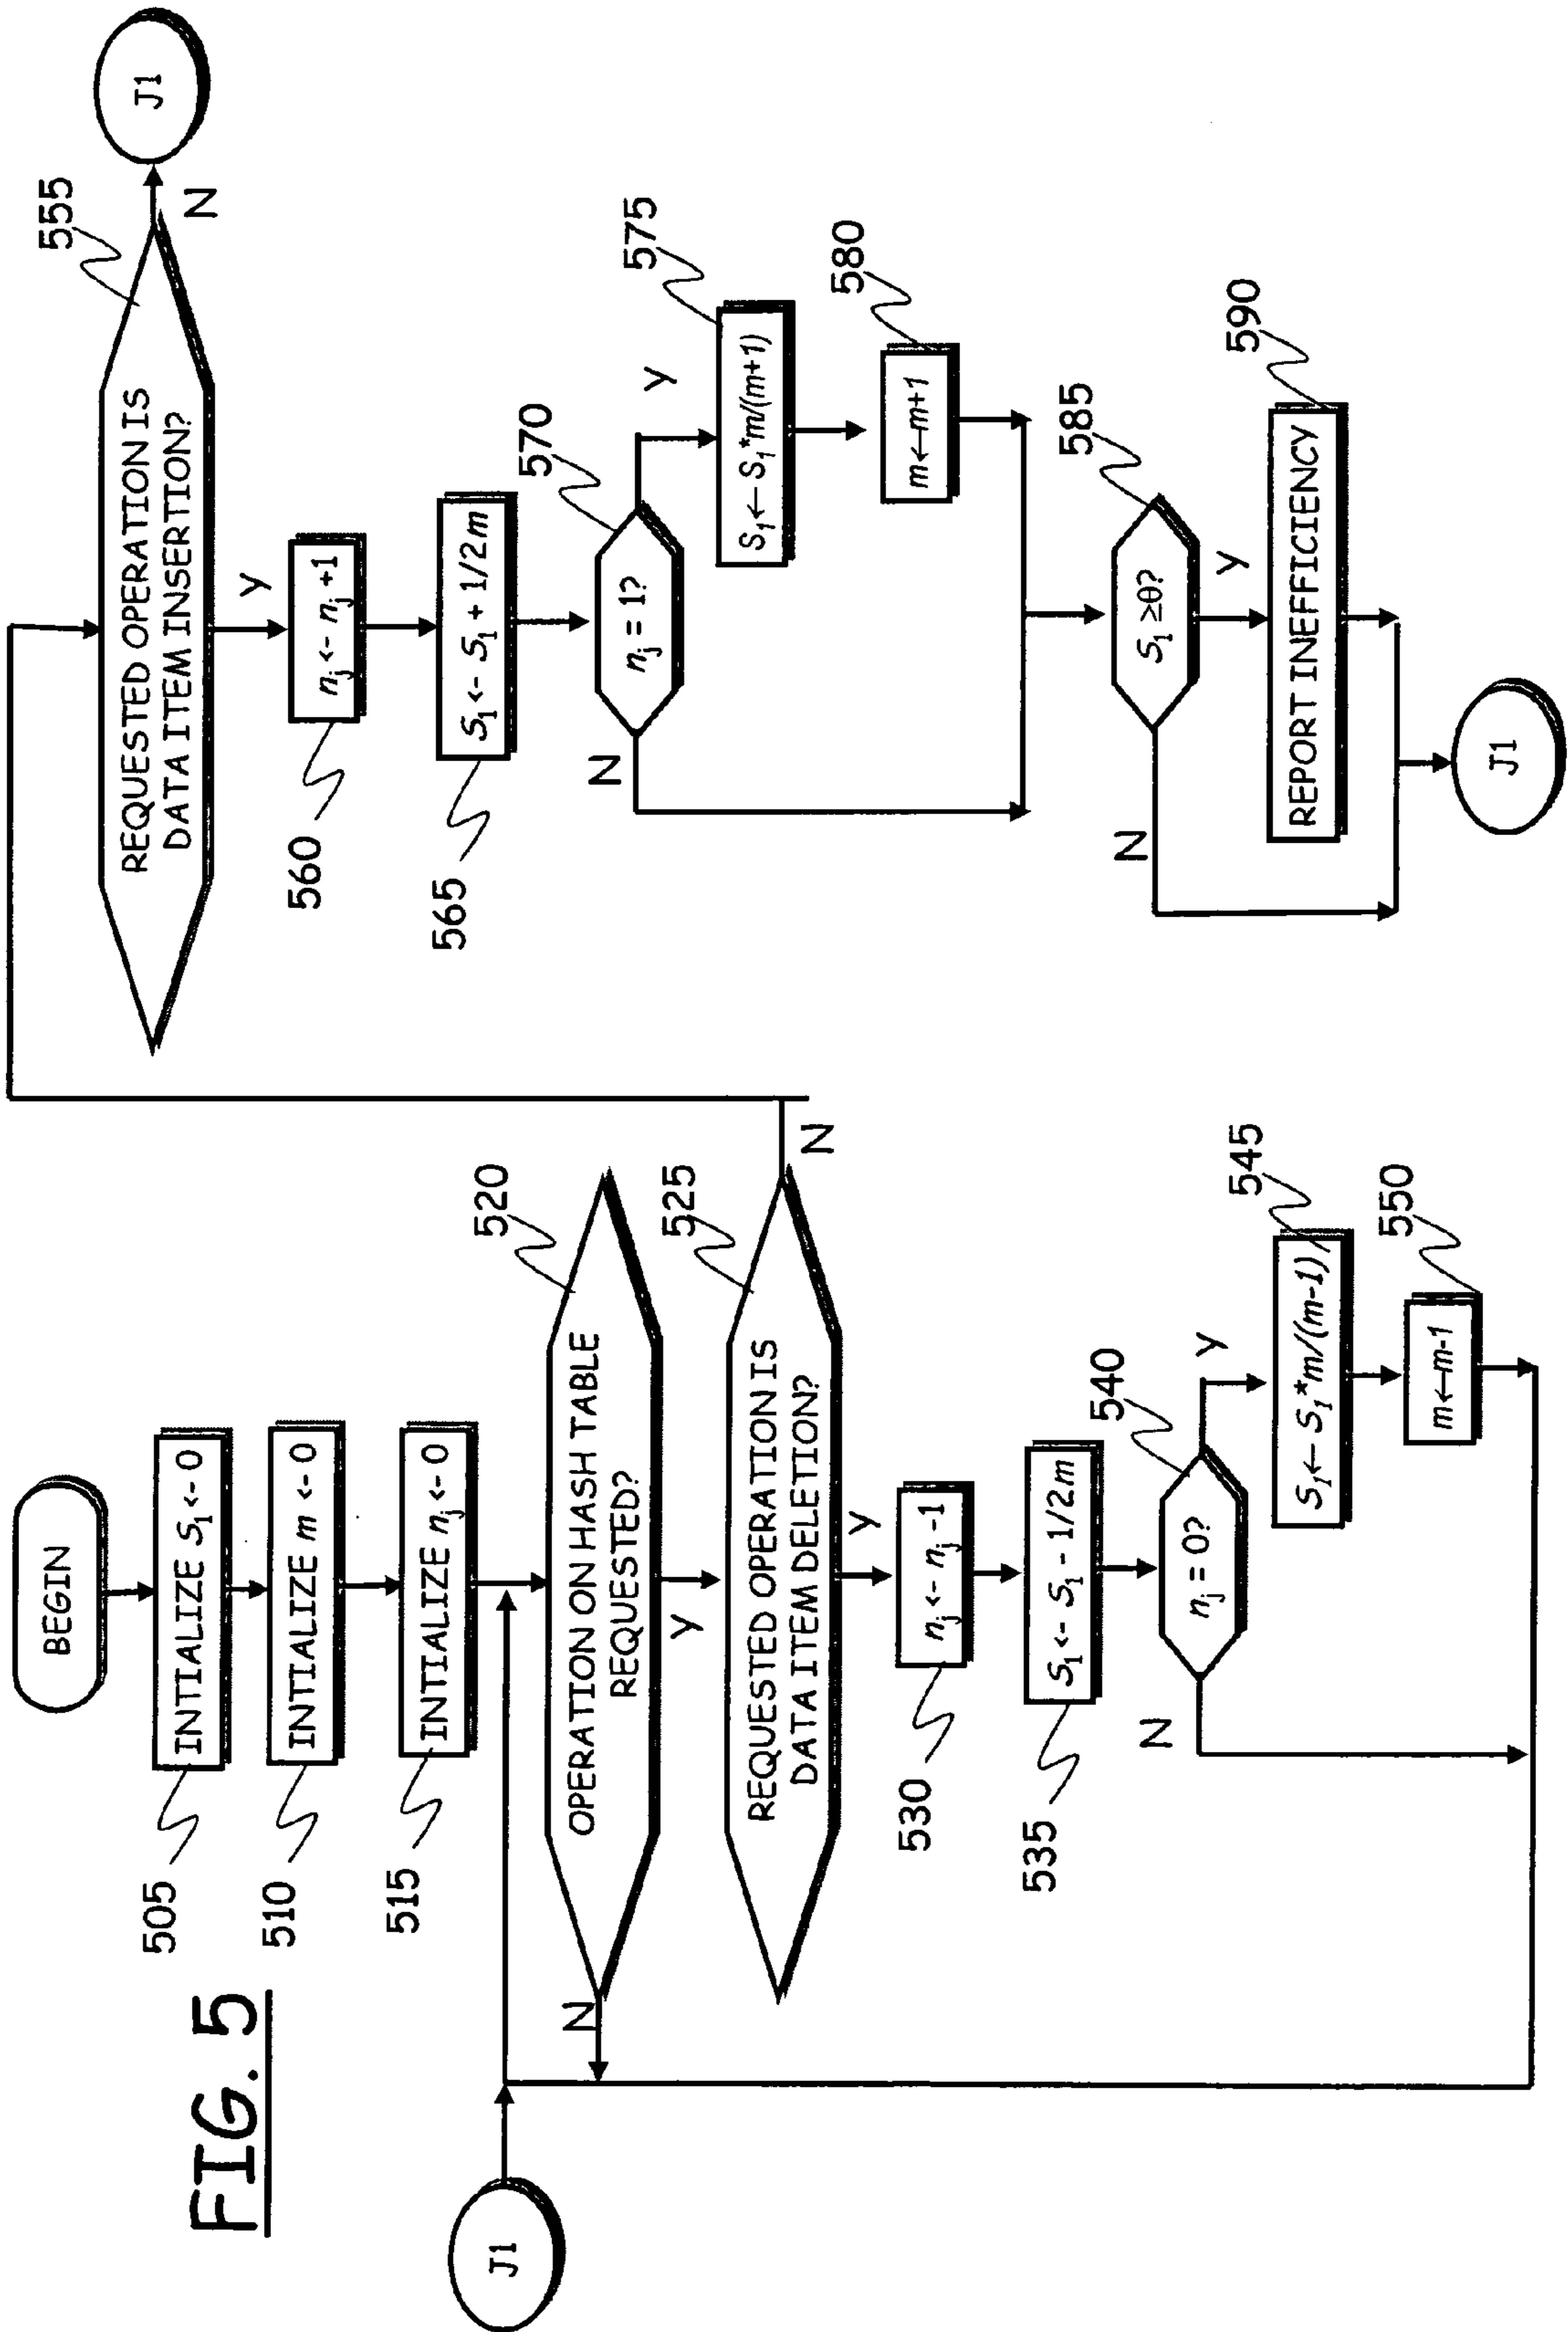 FIG. 5
BEGIN
INTIALIZE S₁ <- 0
505
INTIALIZE m <- 0
510
INTIALIZE nⱼ <- 0
515
J1
OPERATION ON HASH TABLE
REQUESTED?
520
N
Y
REQUESTED OPERATION IS
DATA ITEM DELETION?
525
N
Y
nⱼ <- nⱼ -1
530
S₁ <- S₁ - 1/2m
535
nⱼ = 0?
540
N
Y
S₁ ← S₁*m/(m-1)
545
m←m-1
550
REQUESTED OPERATION IS
DATA ITEM INSERTION?
555
N
J1
Y
nⱼ <- nⱼ +1
560
S₁ <- S₁ + 1/2m
565
nⱼ = 1?
570
N
Y
S₁ ← S₁*m/(m+1)
575
m←m+1
580
S₁ ≥θ?
585
N
Y
REPORT INEFFICIENCY
590
J1